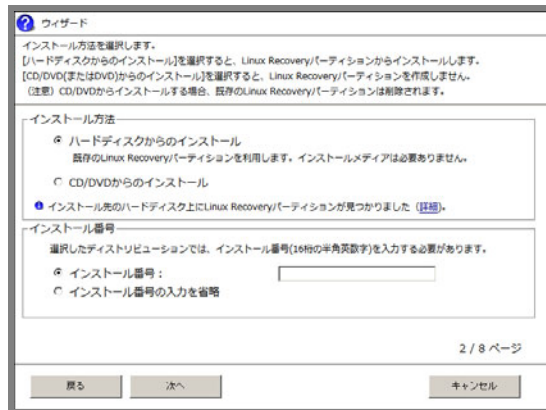 ウィザード
インストール方法を選択します。
[ハードディスクからのインストール]を選択すると、Linux Recoveryパーティションからインストールします。
[CD/DVD(またはDVD)からのインストール]を選択すると、Linux Recoveryパーティションを作成しません。
(注意) CD/DVDからインストールする場合、既存のLinux Recoveryパーティションは削除されます。
インストール方法
ハードディスクからのインストール
既存のLinux Recoveryパーティションを利用します。インストールメディアは必要ありません。
CD/DVDからのインストール
インストール先のハードディスク上にLinux Recoveryパーティションが見つかりました (詳細)。
インストール番号
選択したディストリビューションでは、インストール番号(16桁の半角英数字)を入力する必要があります。
インストール番号:
インストール番号の入力を省略
2 / 8 ページ
戻る 次へ キャンセル